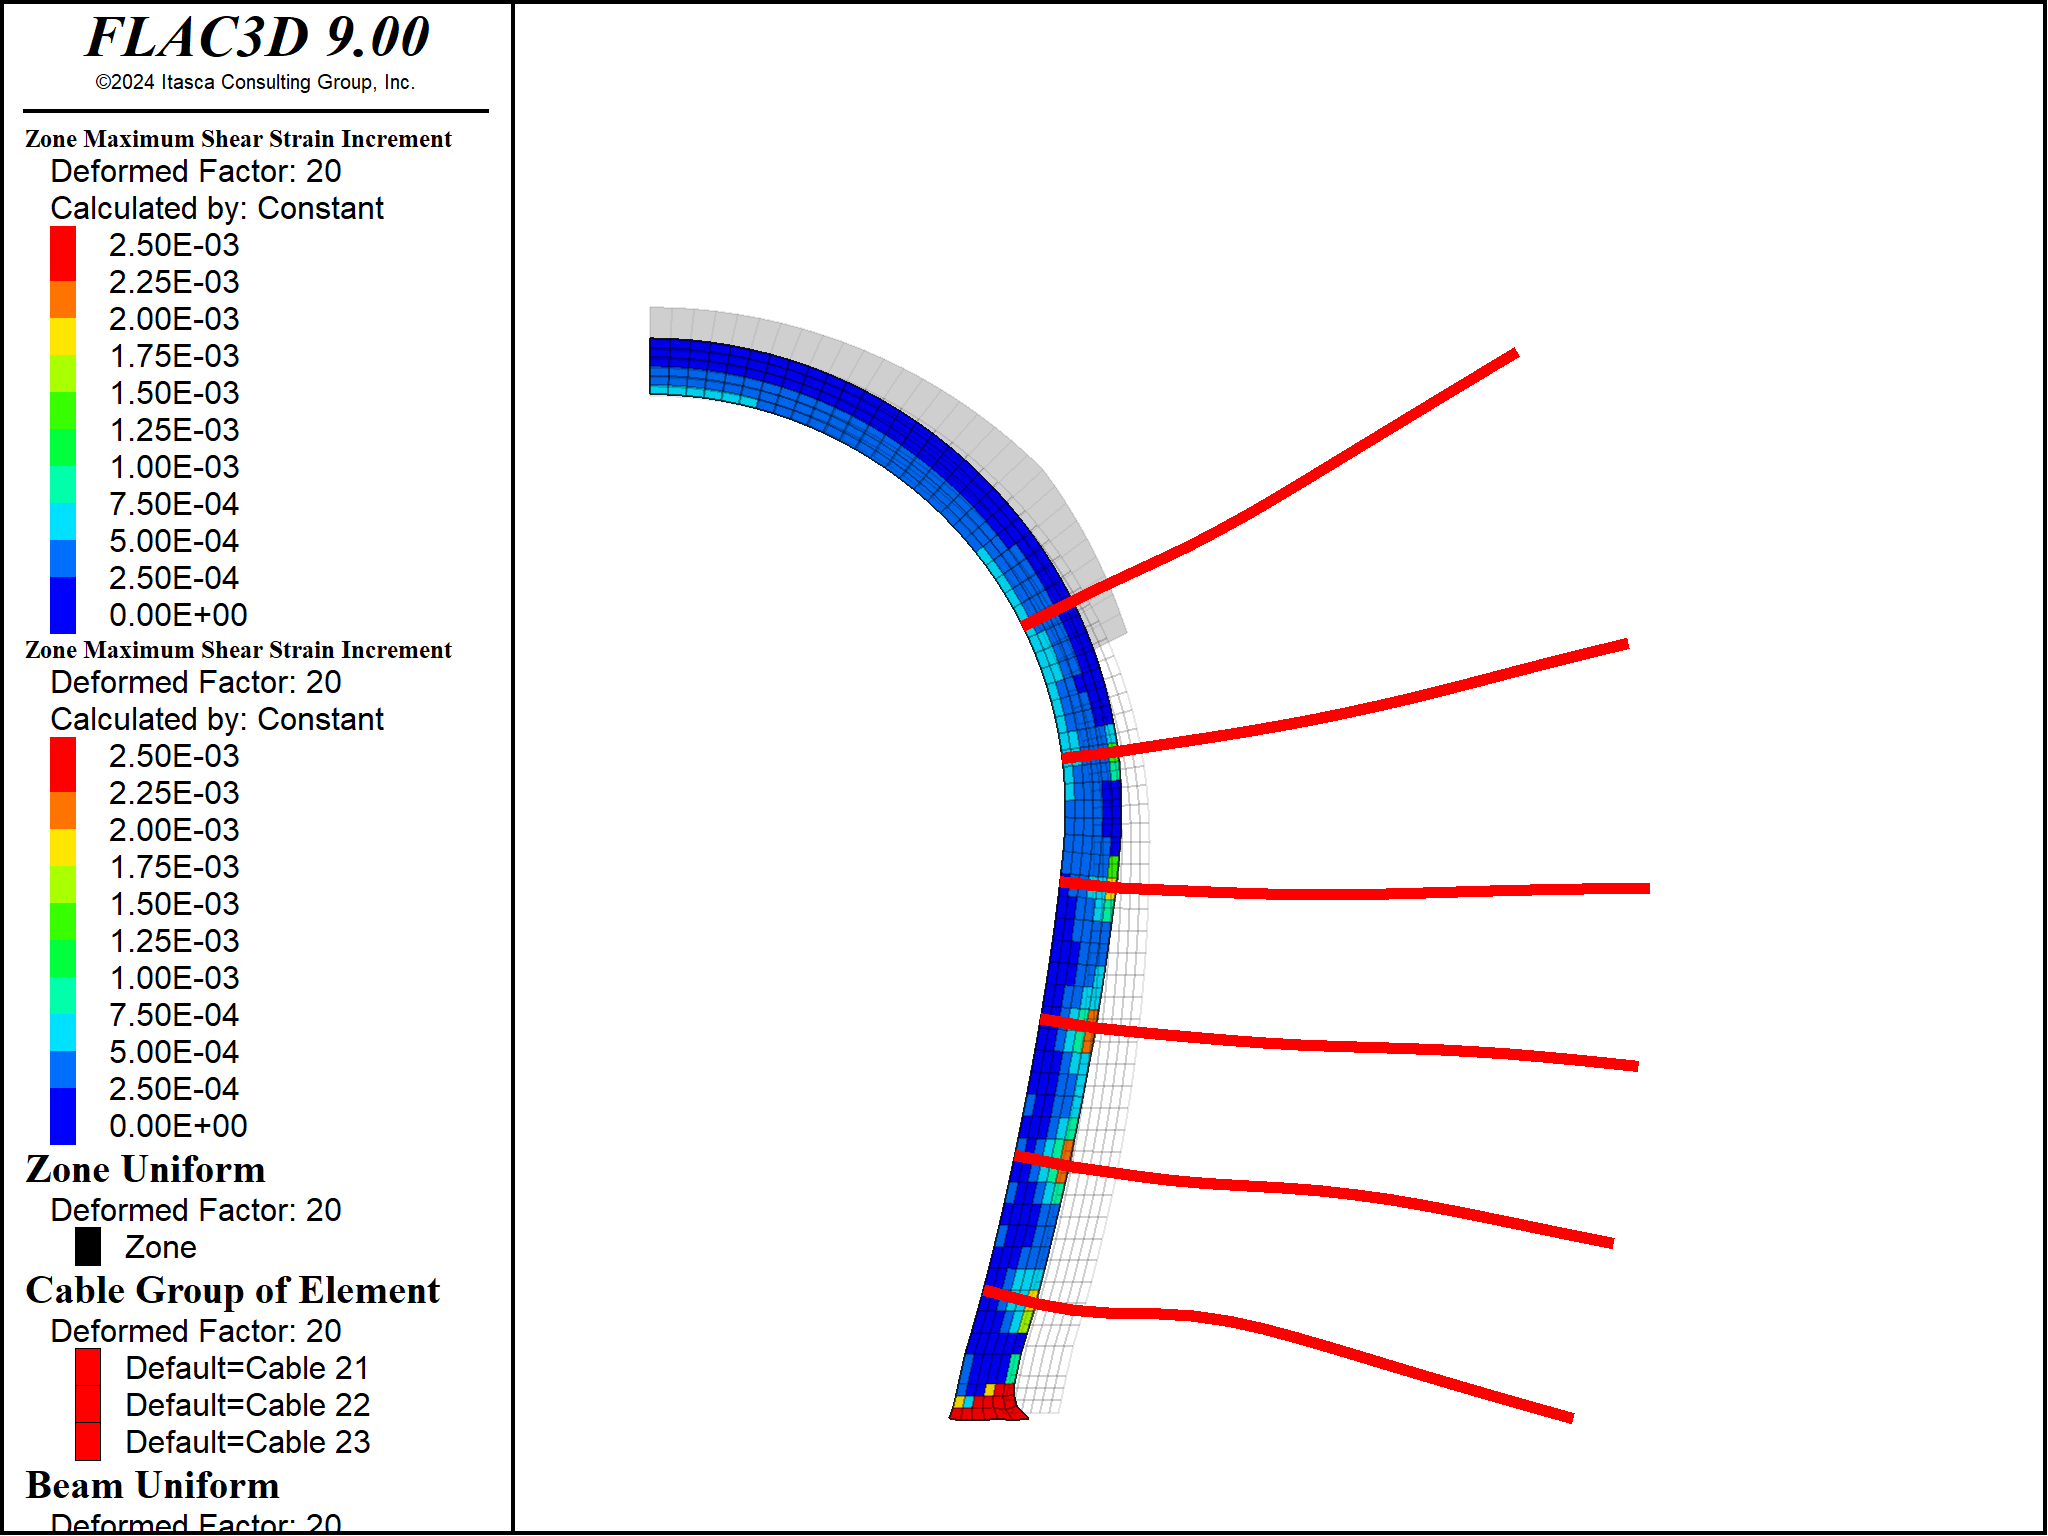 FLAC3D 9.00
©2024 Itasca Consulting Group, Inc.
Zone Maximum Shear Strain Increment
Deformed Factor: 20
Calculated by: Constant
2.50E-03
2.25E-03
2.00E-03
1.75E-03
1.50E-03
1.25E-03
1.00E-03
7.50E-04
5.00E-04
2.50E-04
0.00E+00
Zone Maximum Shear Strain Increment
Deformed Factor: 20
Calculated by: Constant
2.50E-03
2.25E-03
2.00E-03
1.75E-03
1.50E-03
1.25E-03
1.00E-03
7.50E-04
5.00E-04
2.50E-04
0.00E+00
Zone Uniform
Deformed Factor: 20
Zone
Cable Group of Element
Deformed Factor: 20
Default=Cable 21
Default=Cable 22
Default=Cable 23
Beam Uniform
Deformed Factor: 20